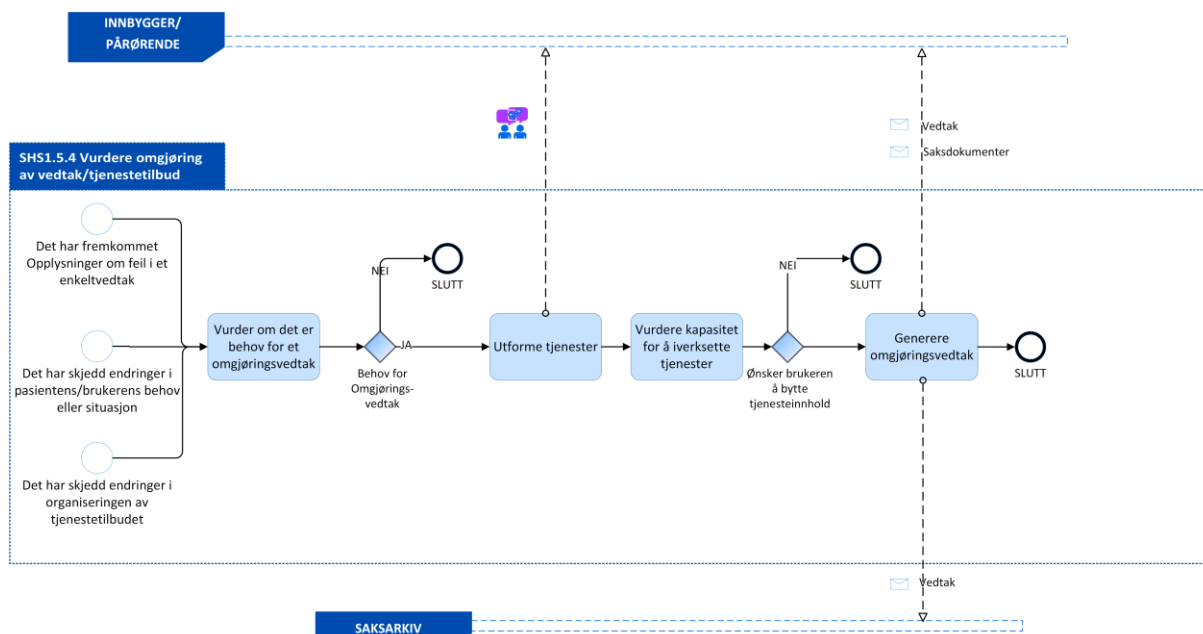 INNBYGGER/
PÅRØRENDE
Vedtak
Saksdokumenter
SHS1.5.4 Vurdere omgjøring
av vedtak/tjenestetilbud
Det har fremkommet
Opplysninger om feil i et
enkeltvedtak
NEI
SLUTT
NEI
SLUTT
Vurder om det er
behov for et
omgjøringsvedtak
JA
Behov for
Omgjørings-
vedtak
Utforme tjenester
Vurdere kapasitet
for å iverksette
tjenester
Ønsker brukeren
å bytte
tjenesteinnhold
Generere
omgjøringsvedtak
SLUTT
Det har skjedd endringer i
pasientens/brukerens behov
eller situasjon
Det har skjedd endringer i
organiseringen av
tjenestetilbudet
Vedtak
SAKSARKIV